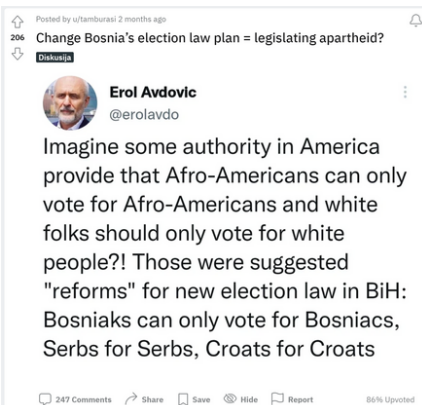 Posted by u/tamburasi 2 months ago
206
Change Bosnia's election law plan = legislating apartheid?
Diskusija
Erol Avdovic
@erolavdo
Imagine some authority in America
provide that Afro-Americans can only
vote for Afro-Americans and white
folks should only vote for white
people?! Those were suggested
"reforms" for new election law in BiH:
Bosniaks can only vote for Bosniacs,
Serbs for Serbs, Croats for Croats
247 Comments Share Save Hide Report 86% Upvoted